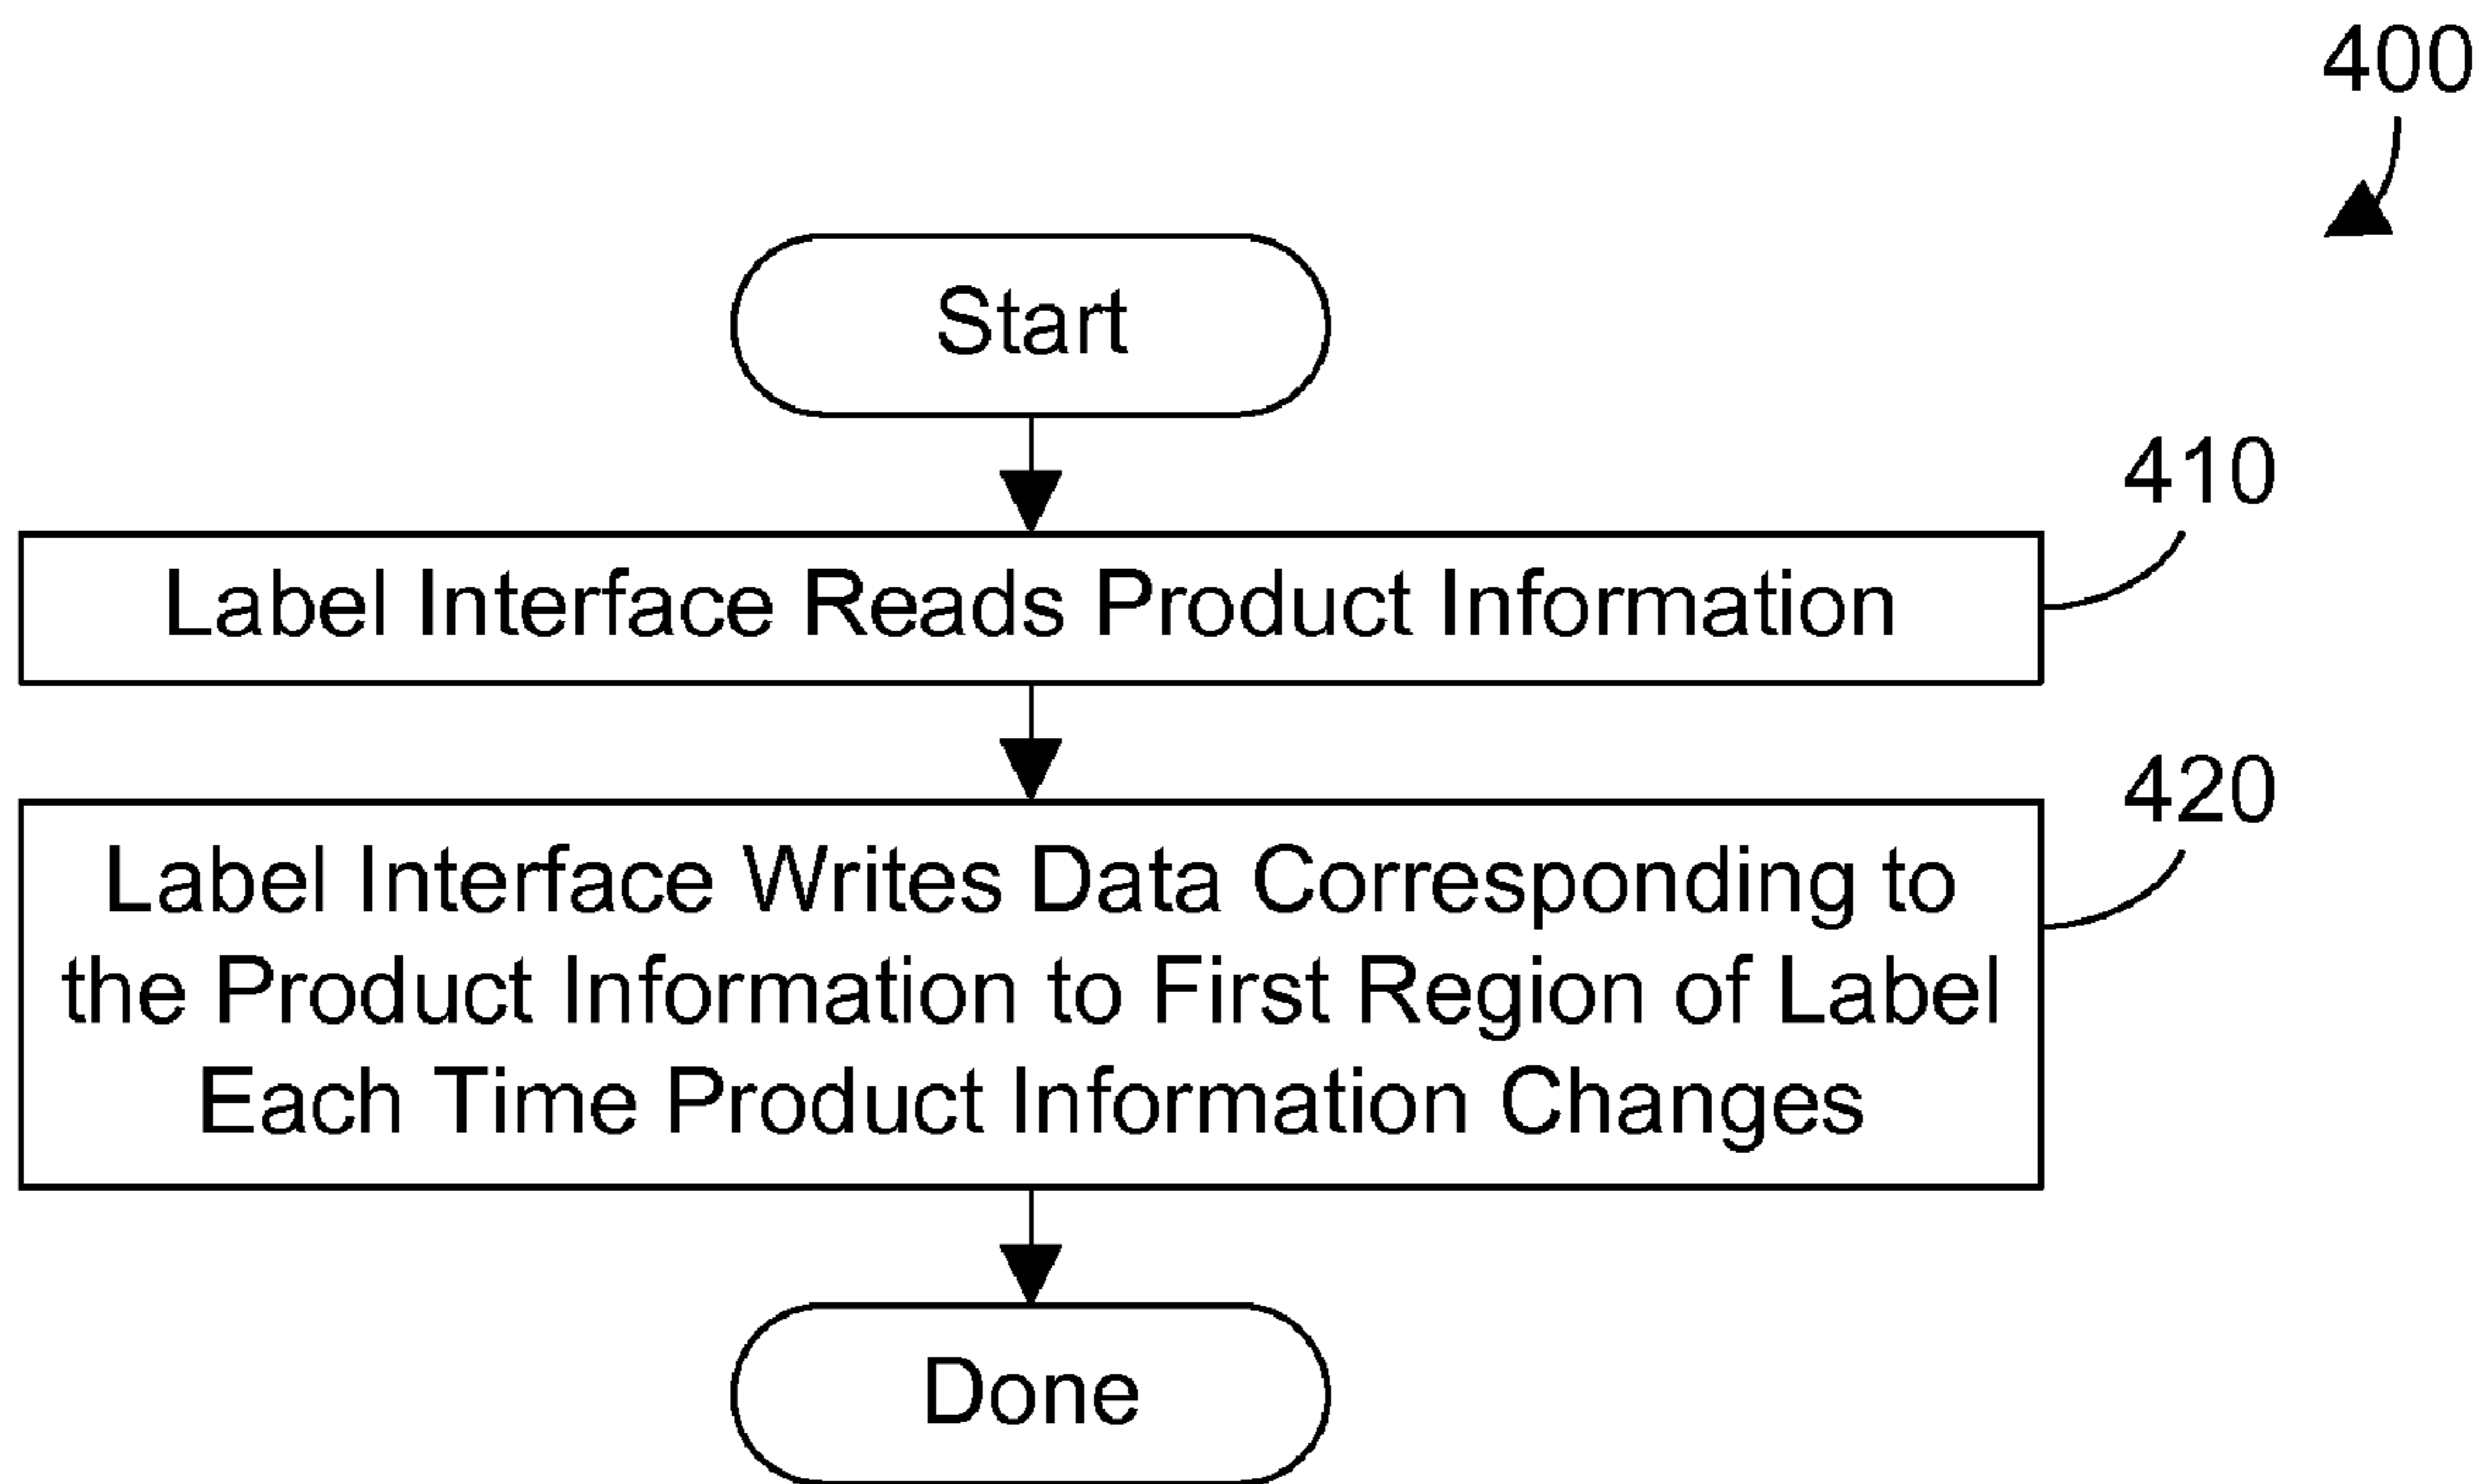 400
Start
410
Label Interface Reads Product Information
420
Label Interface Writes Data Corresponding to
the Product Information to First Region of Label
Each Time Product Information Changes
Done